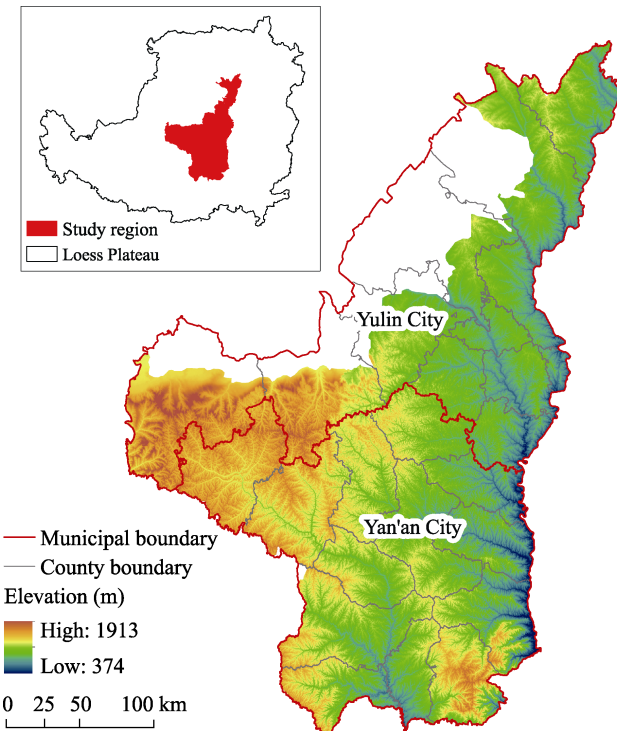 Study region
Loess Plateau
Yulin City
Yan'an City
Municipal boundary
County boundary
Elevation (m)
High: 1913
Low: 374
0 25 50 100 km